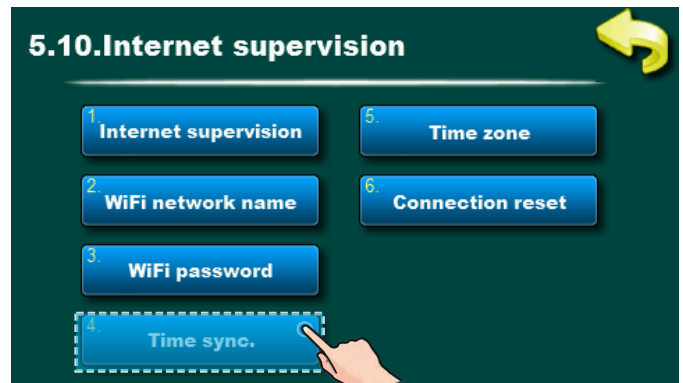 5.10.Internet supervision
1.
Internet supervision
2.
WiFi network name
3.
WiFi password
4.
Time sync.
5.
Time zone
6.
Connection reset